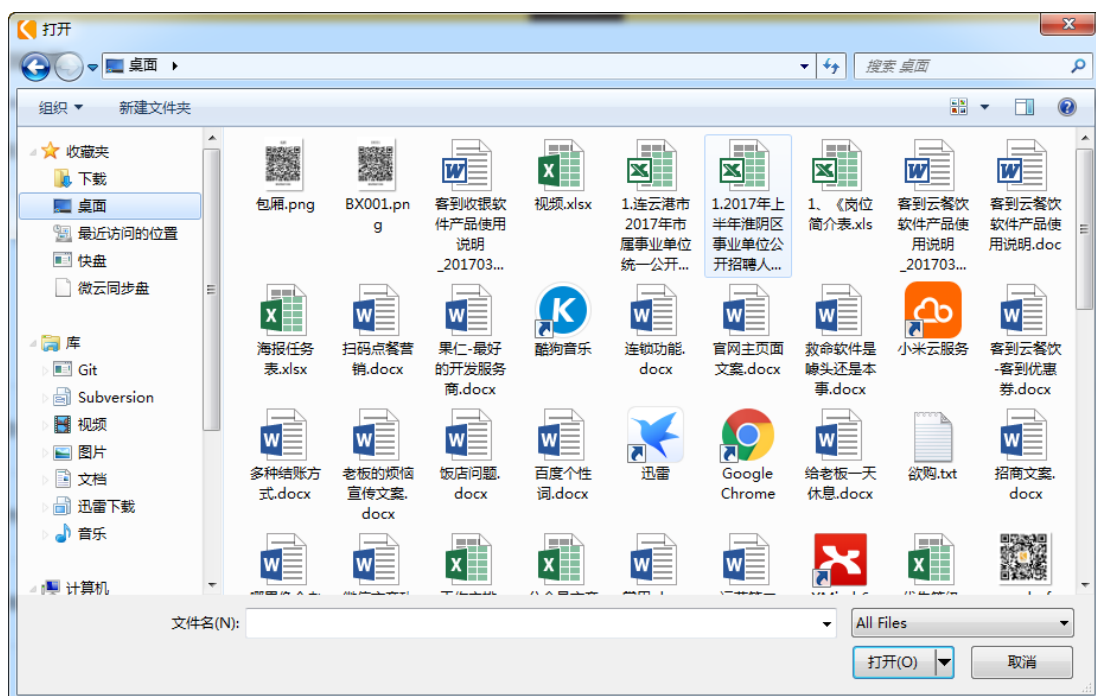 打开
桌面
搜索 桌面
组织
新建文件夹
收藏夹
下载
桌面
最近访问的位置
快盘
微云同步盘
库
Git
Subversion
视频
图片
文档
迅雷下载
音乐
计算机
包厢.png
BX001.pn
g
客到收银软
件产品使用
说明
_201703...
视频.xlsx
1.连云港市
2017年市
属事业单位
统一公开...
1.2017年上
半年淮阴区
事业单位公
开招聘人...
1、《岗位
简介表.xls
客到云餐饮
软件产品使
用说明
_201703...
客到云餐饮
软件产品使
用说明.doc
海报任务
表.xlsx
扫码点餐营
销.docx
果仁-最好
的开发服务
商.docx
酷狗音乐
连锁功能.
docx
官网主页面
文案.docx
救命软件是
噱头还是本
事.docx
小米云服务
客到云餐饮
-客到优惠
券.docx
多种结账方
式.docx
老板的烦恼
宣传文案.
docx
饭店问题.
docx
百度个性
词.docx
迅雷
Google
Chrome
给老板一天
休息.docx
欲购.txt
招商文案.
docx
文件名(N):
All Files
打开(O)
取消